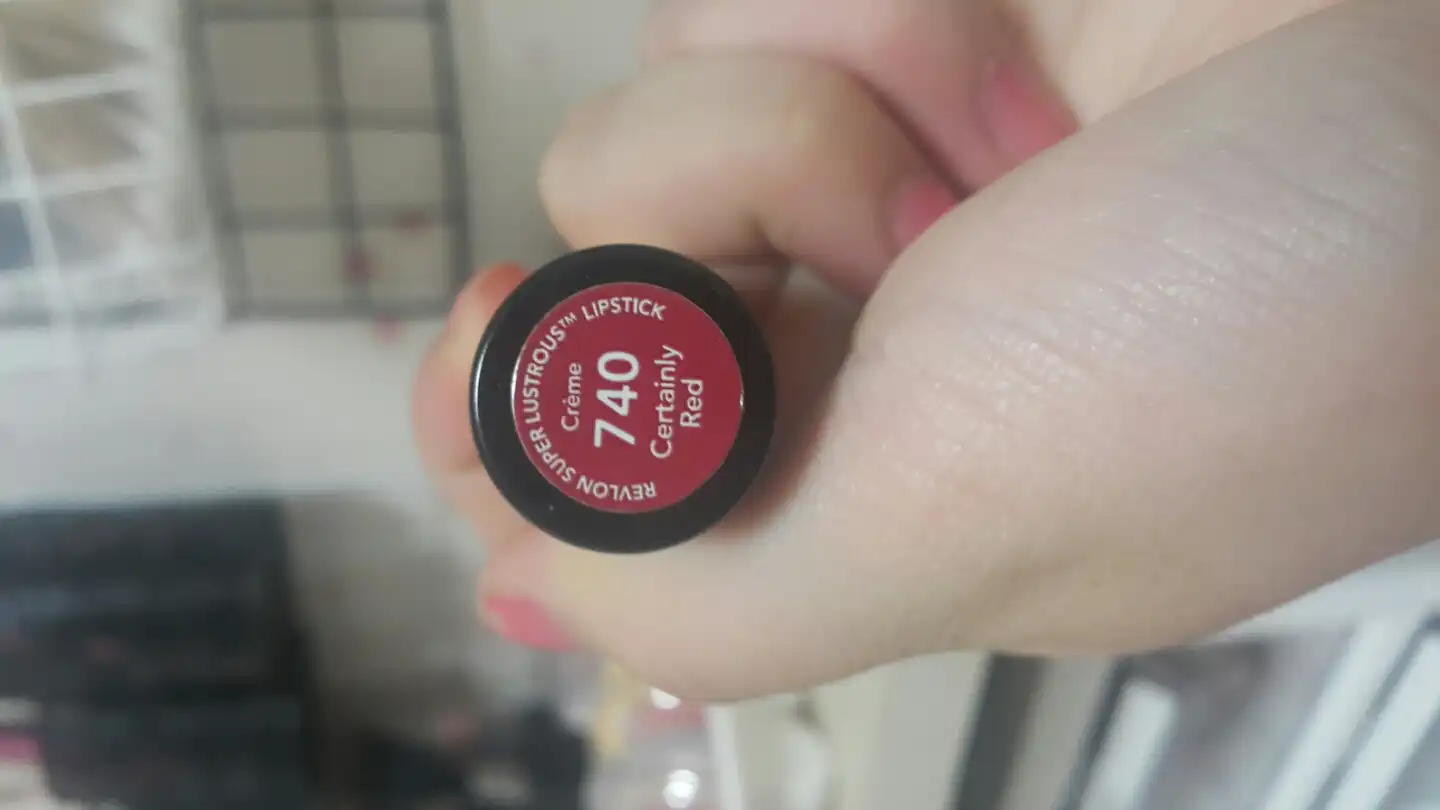 REVLON SUPER LUSTROUS™ LIPSTICK
Crème
740
Certainly
Red